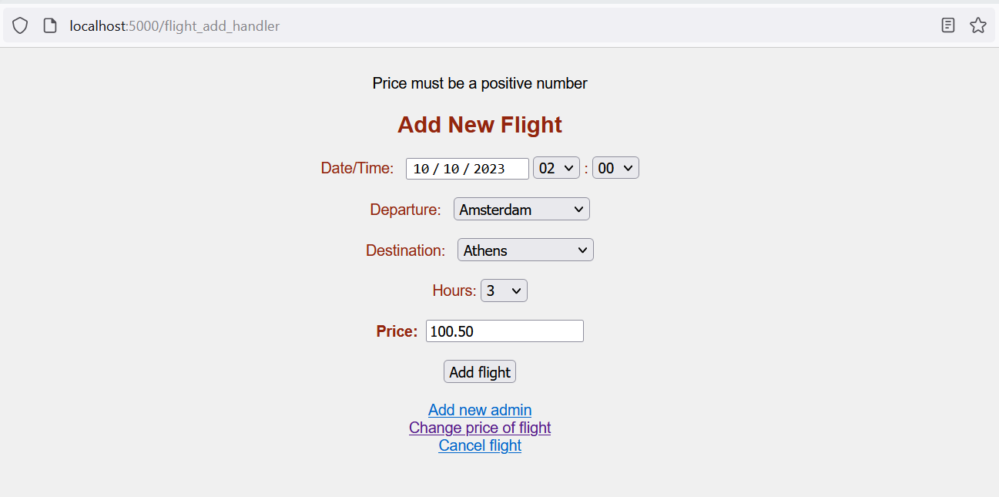 localhost:5000/flight_add_handler
Price must be a positive number
Add New Flight
Date/Time: 10 / 10 / 2023 02 : 00
Departure: Amsterdam
Destination: Athens
Hours: 3
Price: 100.50
Add flight
Add new admin
Change price of flight
Cancel flight